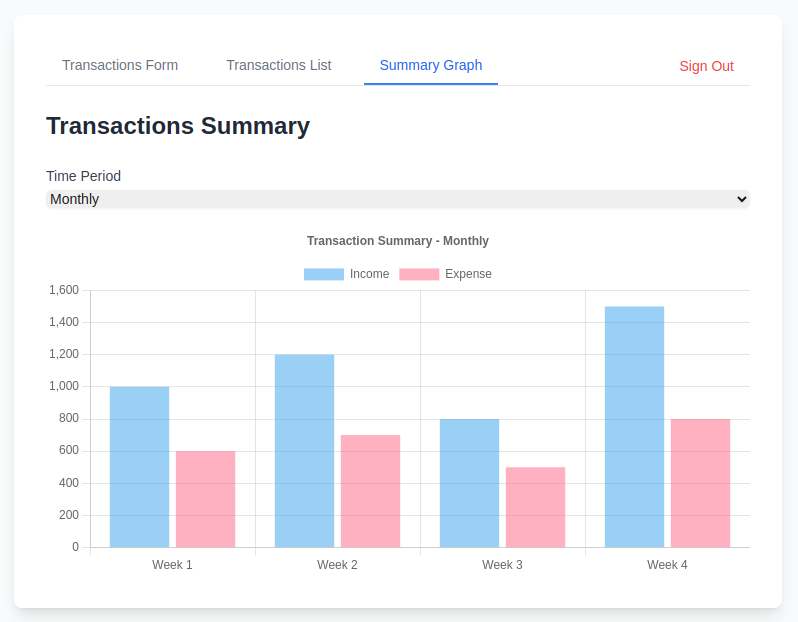 Transactions Form Transactions List Summary Graph Sign Out
Transactions Summary
Time Period
Monthly
Transaction Summary - Monthly
Income Expense
1,600
1,400
1,200
1,000
800
600
400
200
0
Week 1 Week 2 Week 3 Week 4